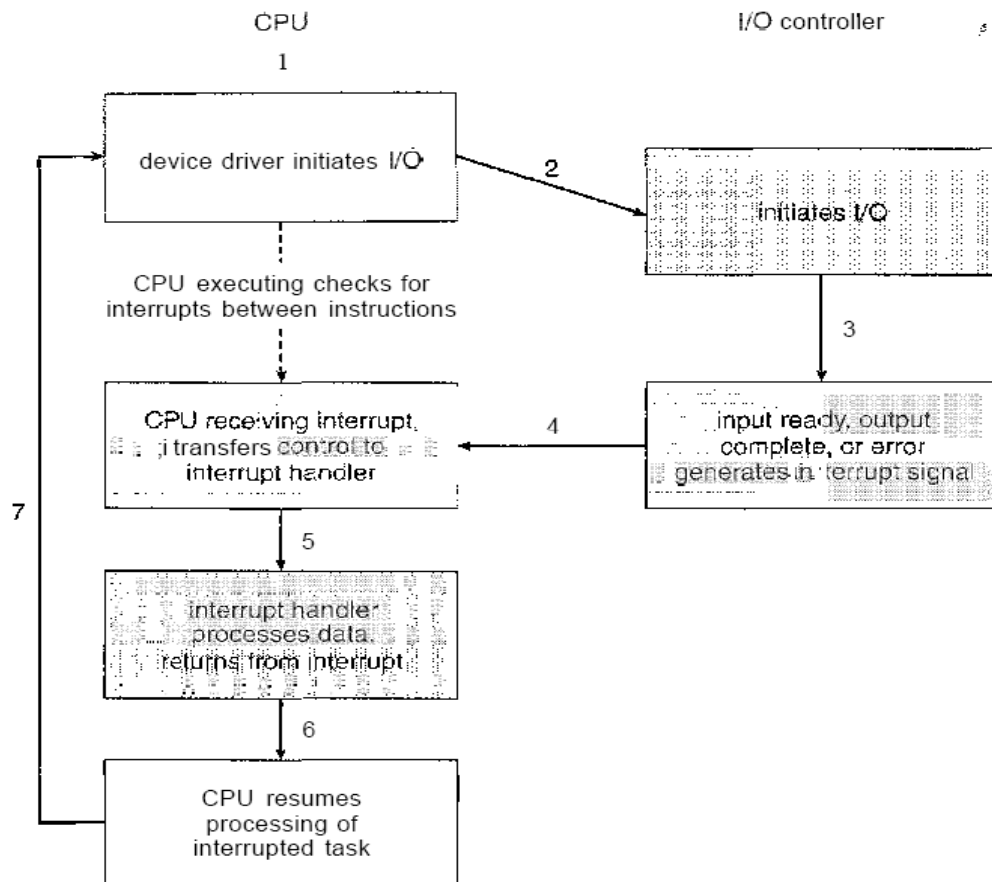 CPU
I/O controller
1
device driver initiates I/O
2
initiates I/O
CPU executing checks for
interrupts between instructions
3
CPU receiving interrupt,
transfers control to
interrupt handler
4
input ready, output
complete, or error
generates interrupt signal
7
5
interrupt handler
processes data,
returns from interrupt
6
CPU resumes
processing of
interrupted task